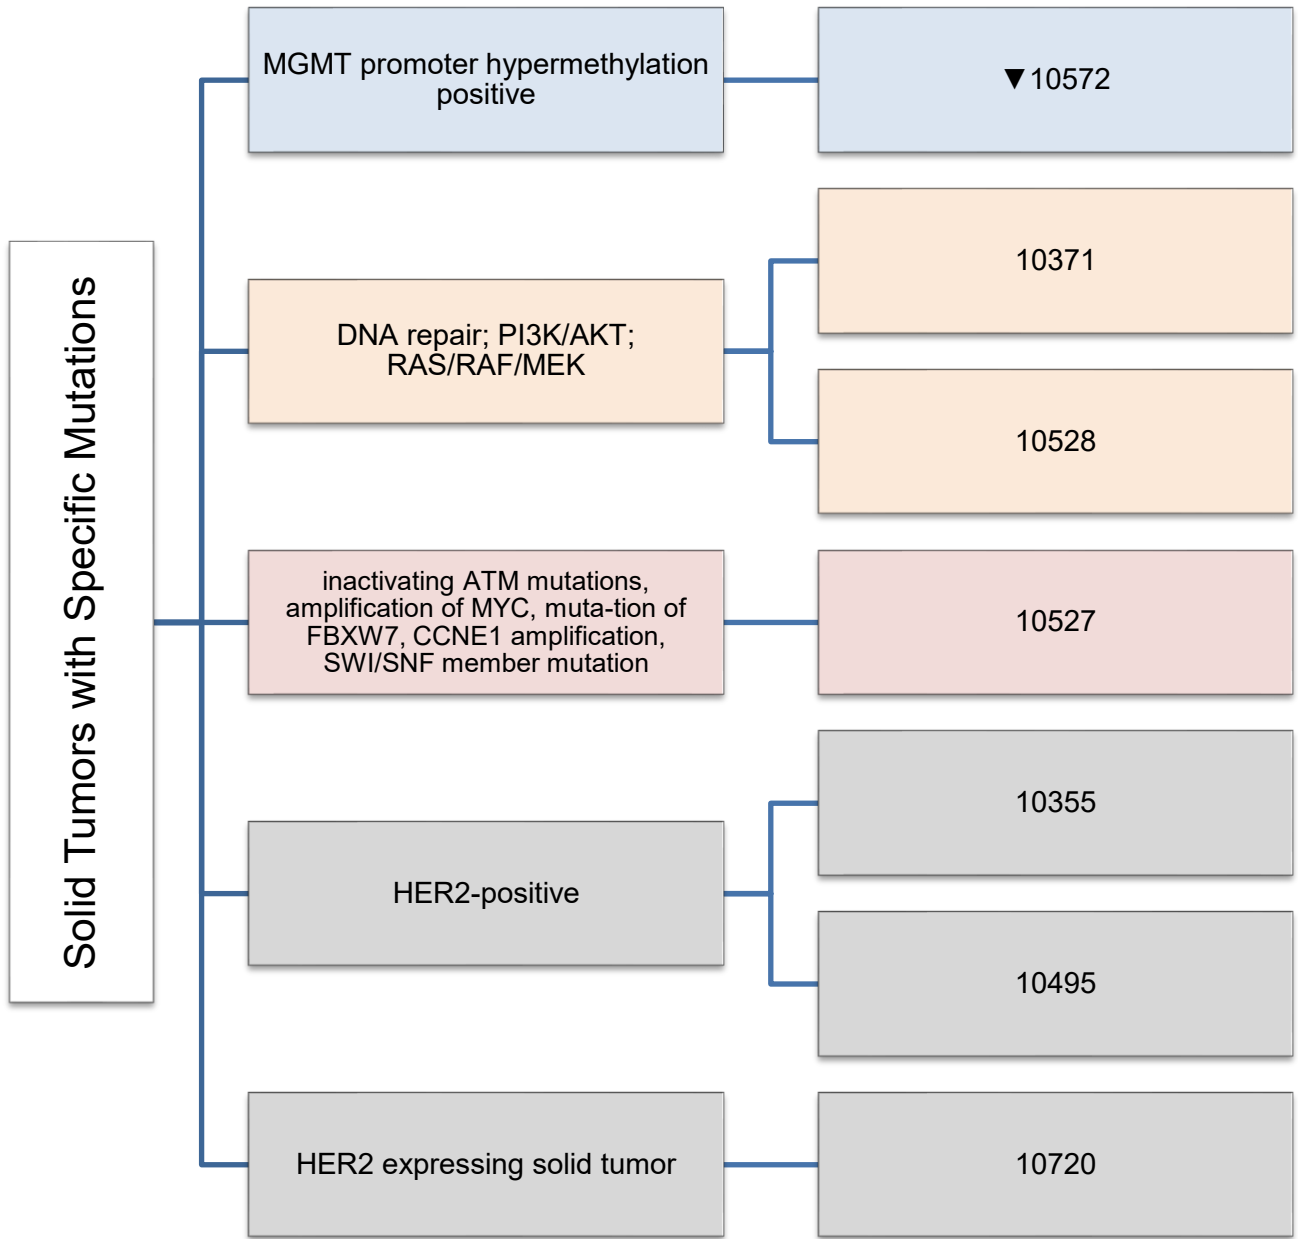 Solid Tumors with Specific Mutations
MGMT promoter hypermethylation
positive
▼10572
DNA repair; PI3K/AKT;
RAS/RAF/MEK
10371
10528
inactivating ATM mutations,
amplification of MYC, muta-tion of
FBXW7, CCNE1 amplification,
SWI/SNF member mutation
10527
HER2-positive
10355
10495
HER2 expressing solid tumor
10720